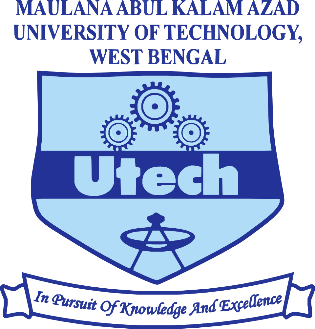 MAULANA ABUL KALAM AZAD
UNIVERSITY OF TECHNOLOGY,
WEST BENGAL
Utech
In Pursuit Of Knowledge And Excellence